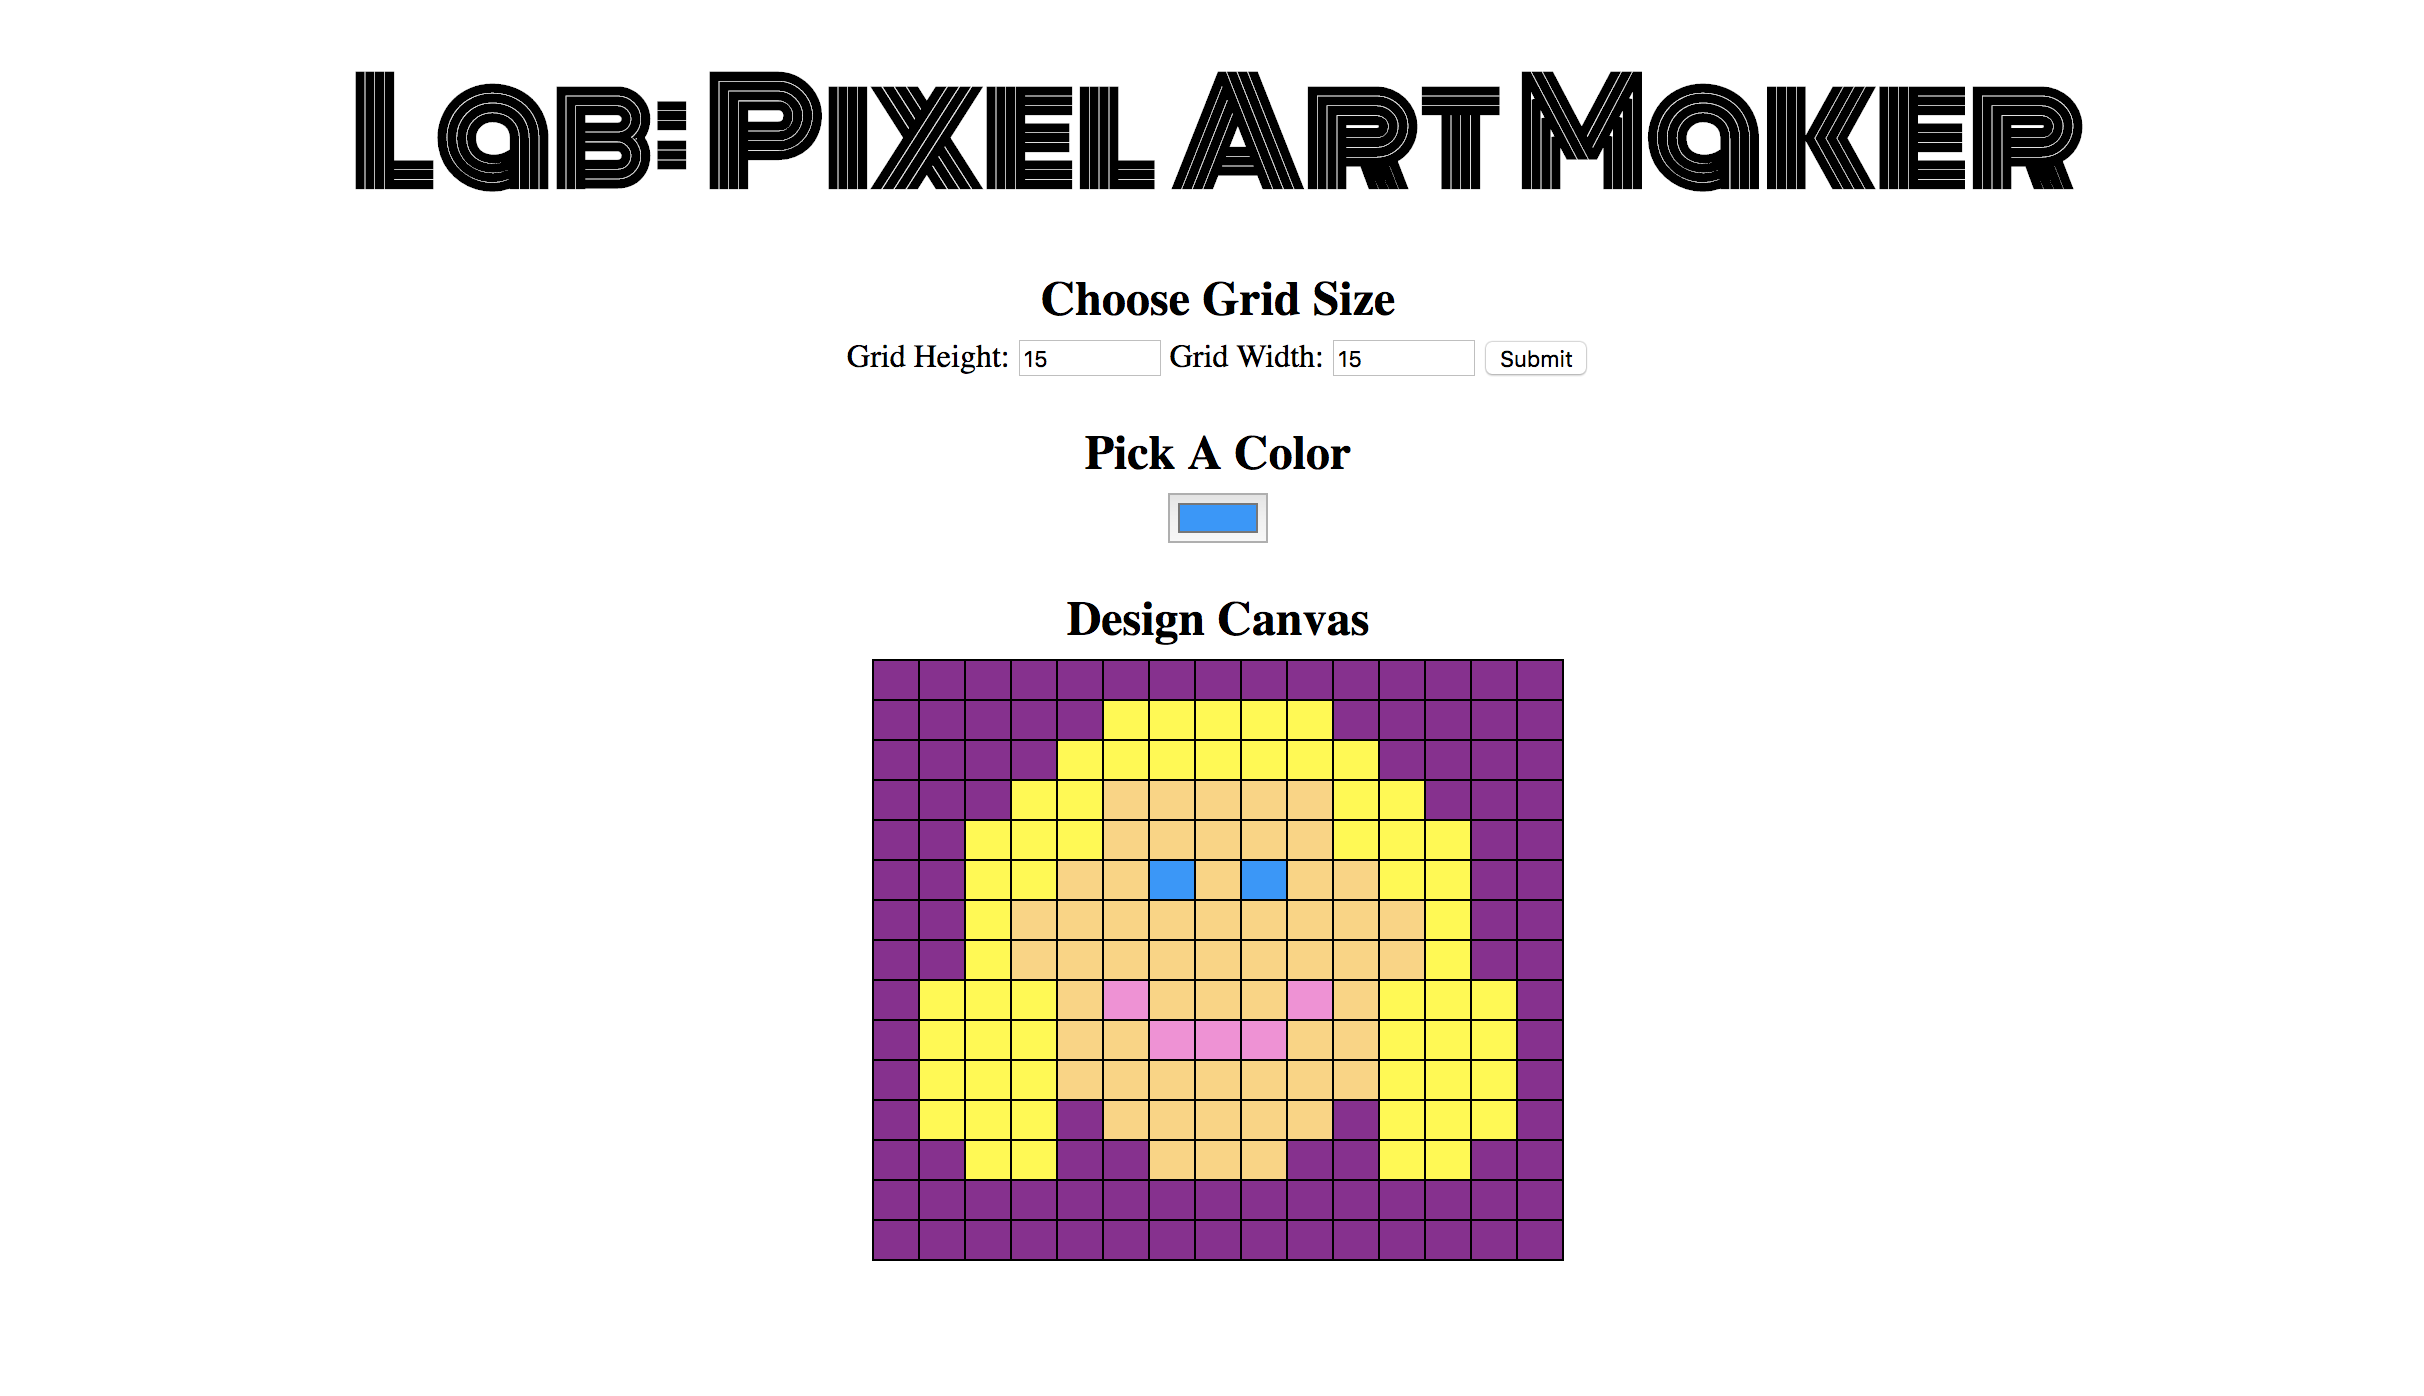 Lab: Pixel Art Maker
Choose Grid Size
Grid Height: 15 Grid Width: 15 Submit
Pick A Color
Design Canvas